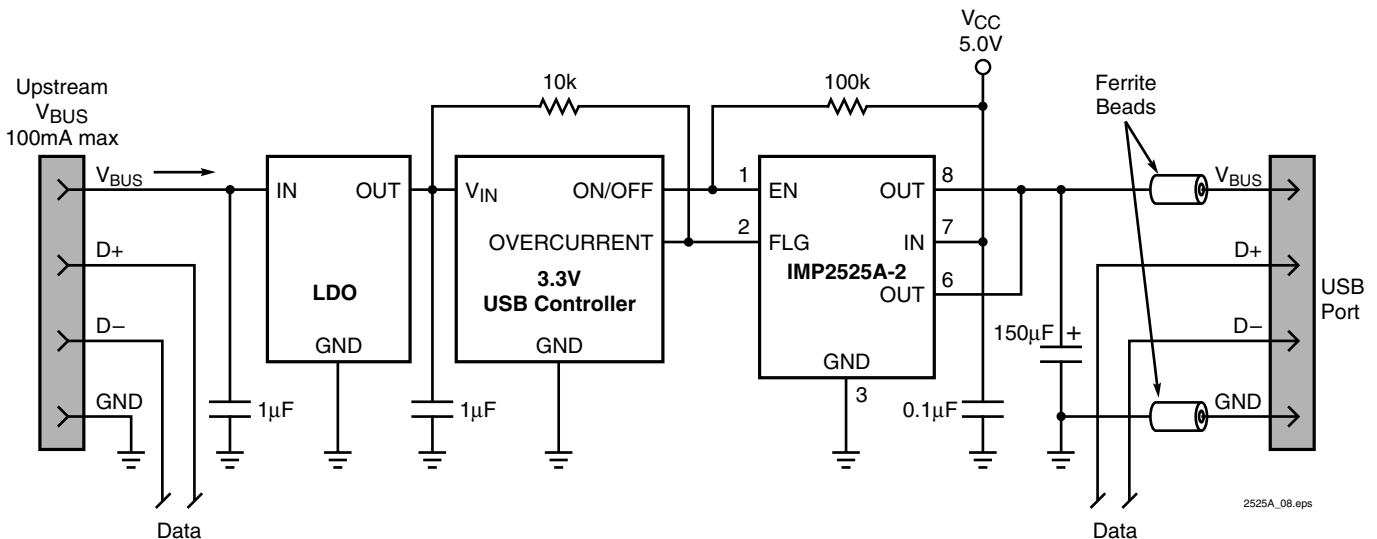 Upstream
VBUS
100mA max
VBUS
D+
D−
GND
Data
1µF
IN
OUT
LDO
GND
10k
1µF
VIN
ON/OFF
OVERCURRENT
3.3V
USB Controller
GND
100k
VCC
5.0V
1
2
EN
FLG
OUT
IN
IMP2525A-2
OUT
GND
8
7
6
3
0.1µF
150µF +
Ferrite
Beads
VBUS
D+
D−
GND
USB
Port
Data
2525A_08.eps